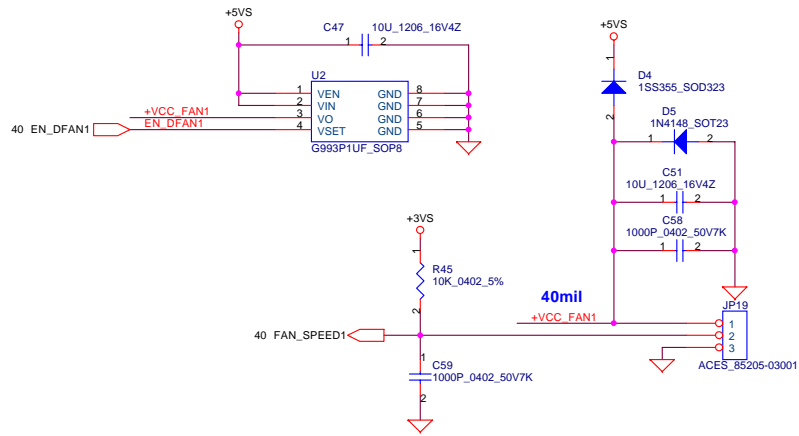 +5VS
C47 10U_1206_16V4Z
1 2
U2
1 VEN GND 8
2 VIN GND 7
3 VO GND 6
4 VSET GND 5
G993P1UF_SOP8
+VCC_FAN1
EN_DFAN1
40 EN_DFAN1
+5VS
1
D4
1SS355_SOD323
2
D5
1N4148_SOT23
1 2
C51
10U_1206_16V4Z
1 2
C58
1000P_0402_50V7K
1 2
+3VS
1
R45
10K_0402_5%
2
40mil
+VCC_FAN1
40 FAN_SPEED1
JP19
1
2
3
ACES_85205-03001
1
C59
1000P_0402_50V7K
2